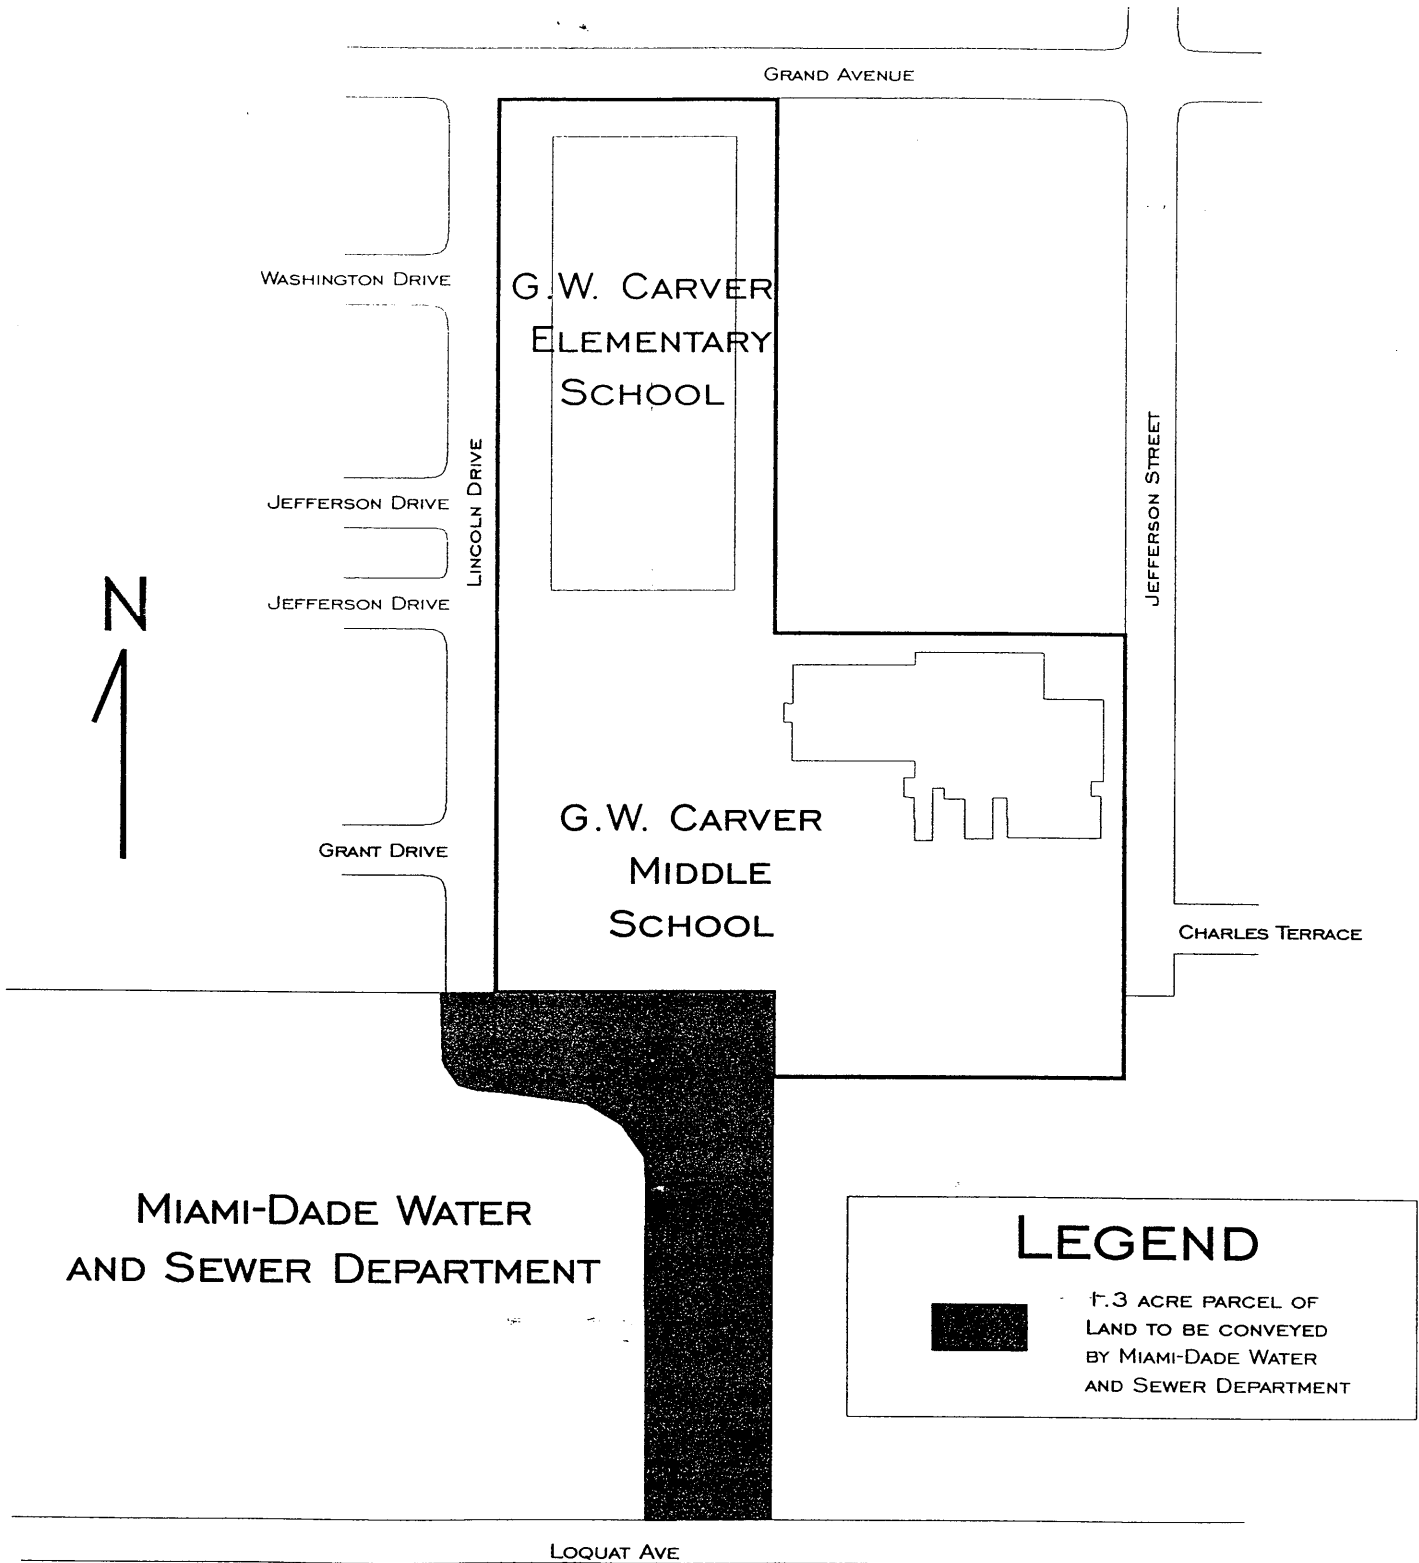 GRAND AVENUE
WASHINGTON DRIVE
G.W. CARVER
ELEMENTARY
SCHOOL
JEFFERSON DRIVE
LINCOLN DRIVE
JEFFERSON STREET
N
JEFFERSON DRIVE
G.W. CARVER
MIDDLE
SCHOOL
GRANT DRIVE
CHARLES TERRACE
MIAMI-DADE WATER
AND SEWER DEPARTMENT
LEGEND
1.3 ACRE PARCEL OF
LAND TO BE CONVEYED
BY MIAMI-DADE WATER
AND SEWER DEPARTMENT
LOQUAT AVE